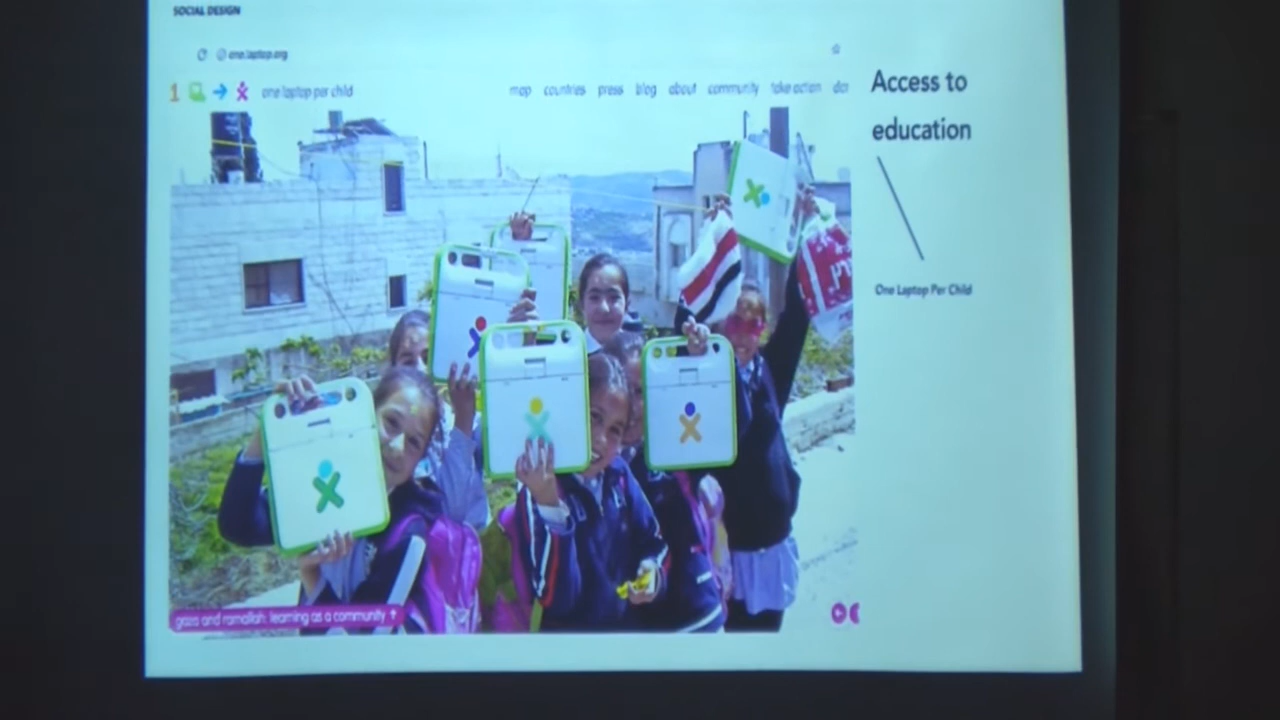 SOCIAL DESIGN
one.laptop.org
1 one laptop per child
map countries press blog about community take action
Access to
education
One Laptop Per Child
gaza and ramallah: learning as a community